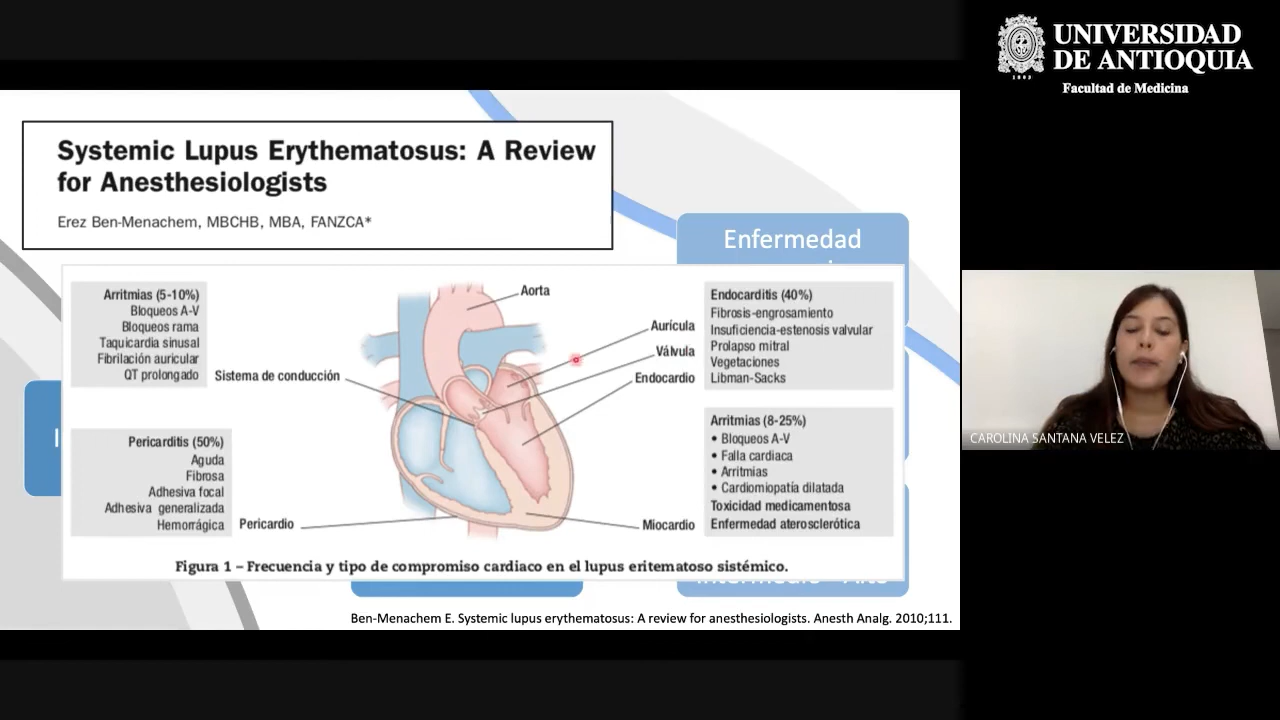 UNIVERSIDAD
DE ANTIOQUIA
1803
Facultad de Medicina
Systemic Lupus Erythematosus: A Review
for Anesthesiologists
Erez Ben-Menachem, MBCHB, MBA, FANZCA*
Enfermedad
Arritmias (5-10%)
Bloqueos A-V
Bloqueos rama
Taquicardia sinusal
Fibrilación auricular
QT prolongado
Sistema de conducción
Pericarditis (50%)
Aguda
Fibrosa
Adhesiva focal
Adhesiva generalizada
Hemorrágica
Pericardio
Aorta
Aurícula
Válvula
Endocardio
Miocardio
Endocarditis (40%)
Fibrosis-engrosamiento
Insuficiencia-estenosis valvular
Prolapso mitral
Vegetaciones
Libman-Sacks
Arritmias (8-25%)
• Bloqueos A-V
• Falla cardiaca
• Arritmias
• Cardiomiopatía dilatada
Toxicidad medicamentosa
Enfermedad aterosclerótica
Figura 1 – Frecuencia y tipo de compromiso cardiaco en el lupus eritematoso sistémico.
Ben-Menachem E. Systemic lupus erythematosus: A review for anesthesiologists. Anesth Analg. 2010;111.
CAROLINA SANTANA VELEZ